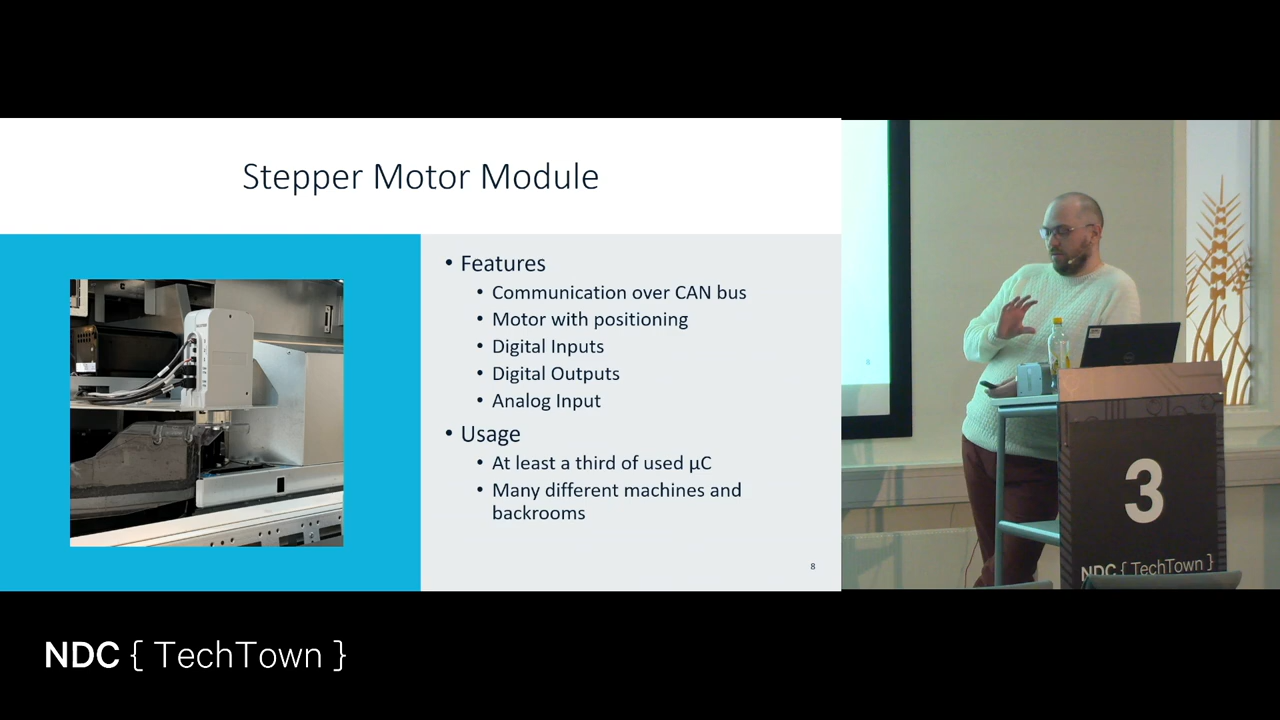 Stepper Motor Module
• Features
• Communication over CAN bus
• Motor with positioning
• Digital Inputs
• Digital Outputs
• Analog Input
• Usage
• At least a third of used µC
• Many different machines and
backrooms
8
3
NDC { TechTown }
NDC { TechTown }